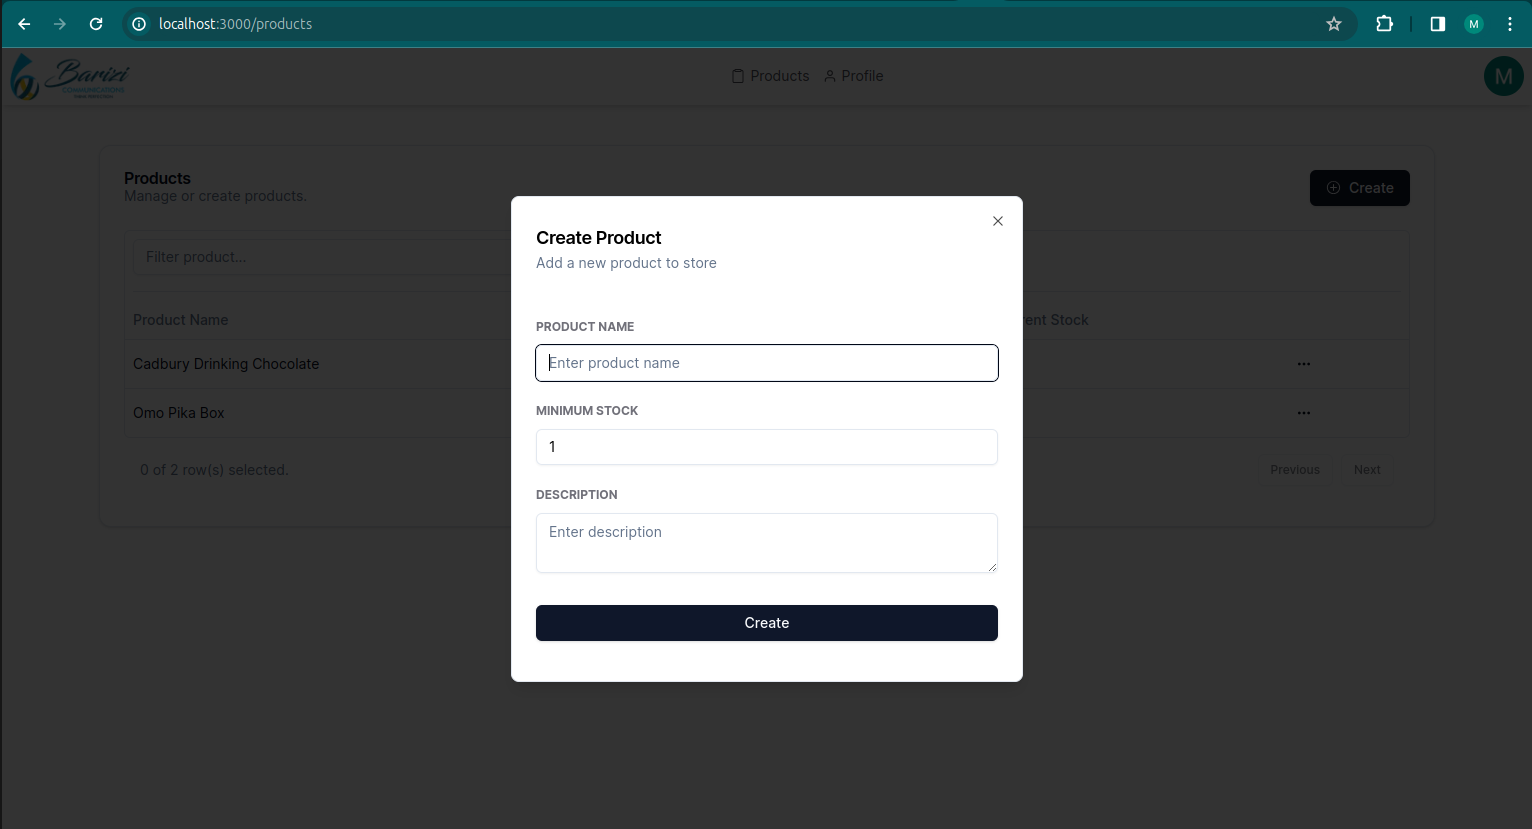 localhost:3000/products
M
Barizi
COMMUNICATIONS
Products
Profile
M
Products
Manage or create products.
Create
Filter product...
Product Name
rent Stock
Cadbury Drinking Chocolate
Omo Pika Box
0 of 2 row(s) selected.
Previous
Next
Create Product
Add a new product to store
PRODUCT NAME
Enter product name
MINIMUM STOCK
1
DESCRIPTION
Enter description
Create